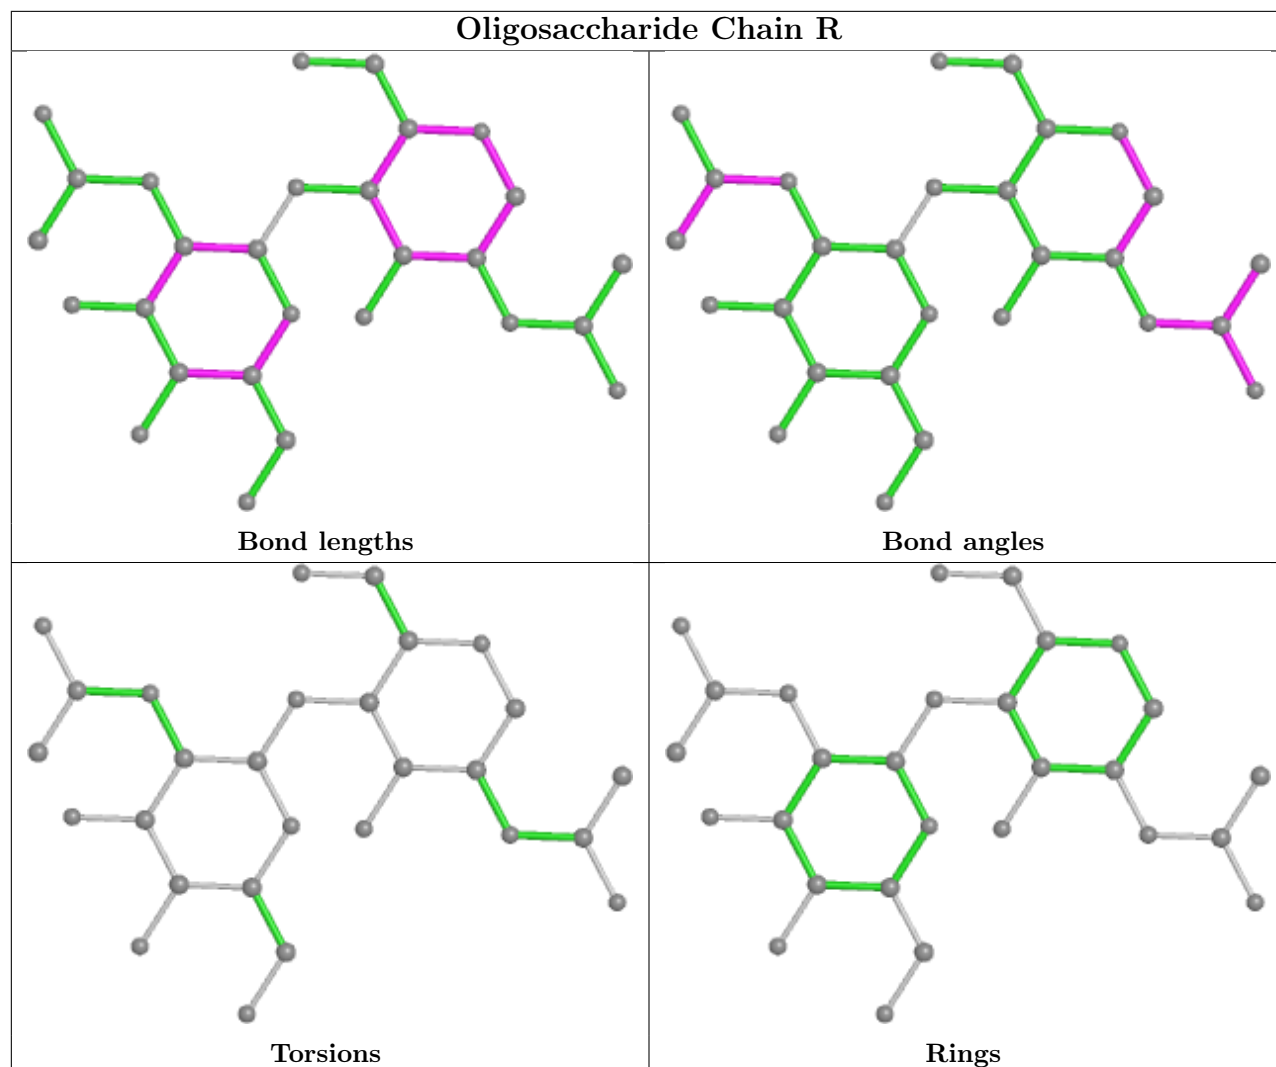 Oligosaccharide Chain R
Bond lengths
Bond angles
Torsions
Rings